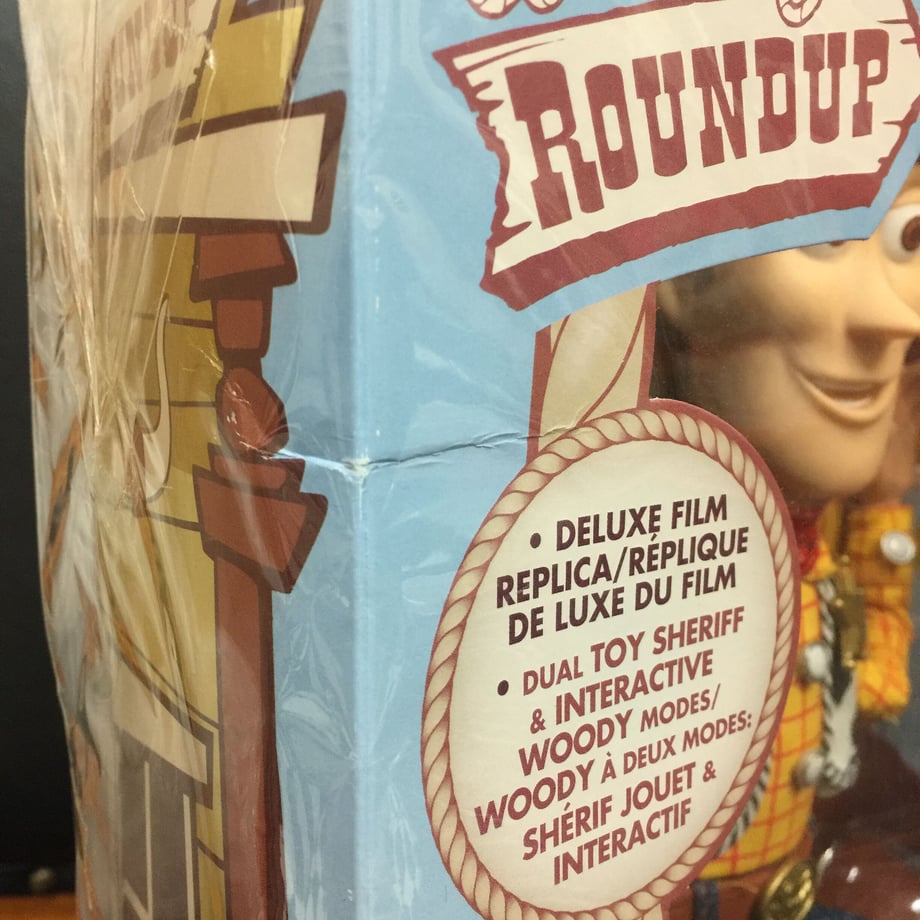 ROUNDUP
• DELUXE FILM
REPLICA/RÉPLIQUE
DE LUXE DU FILM
• DUAL TOY SHERIFF
& INTERACTIVE
WOODY MODES/
WOODY À DEUX MODES:
SHÉRIF JOUET &
INTERACTIF